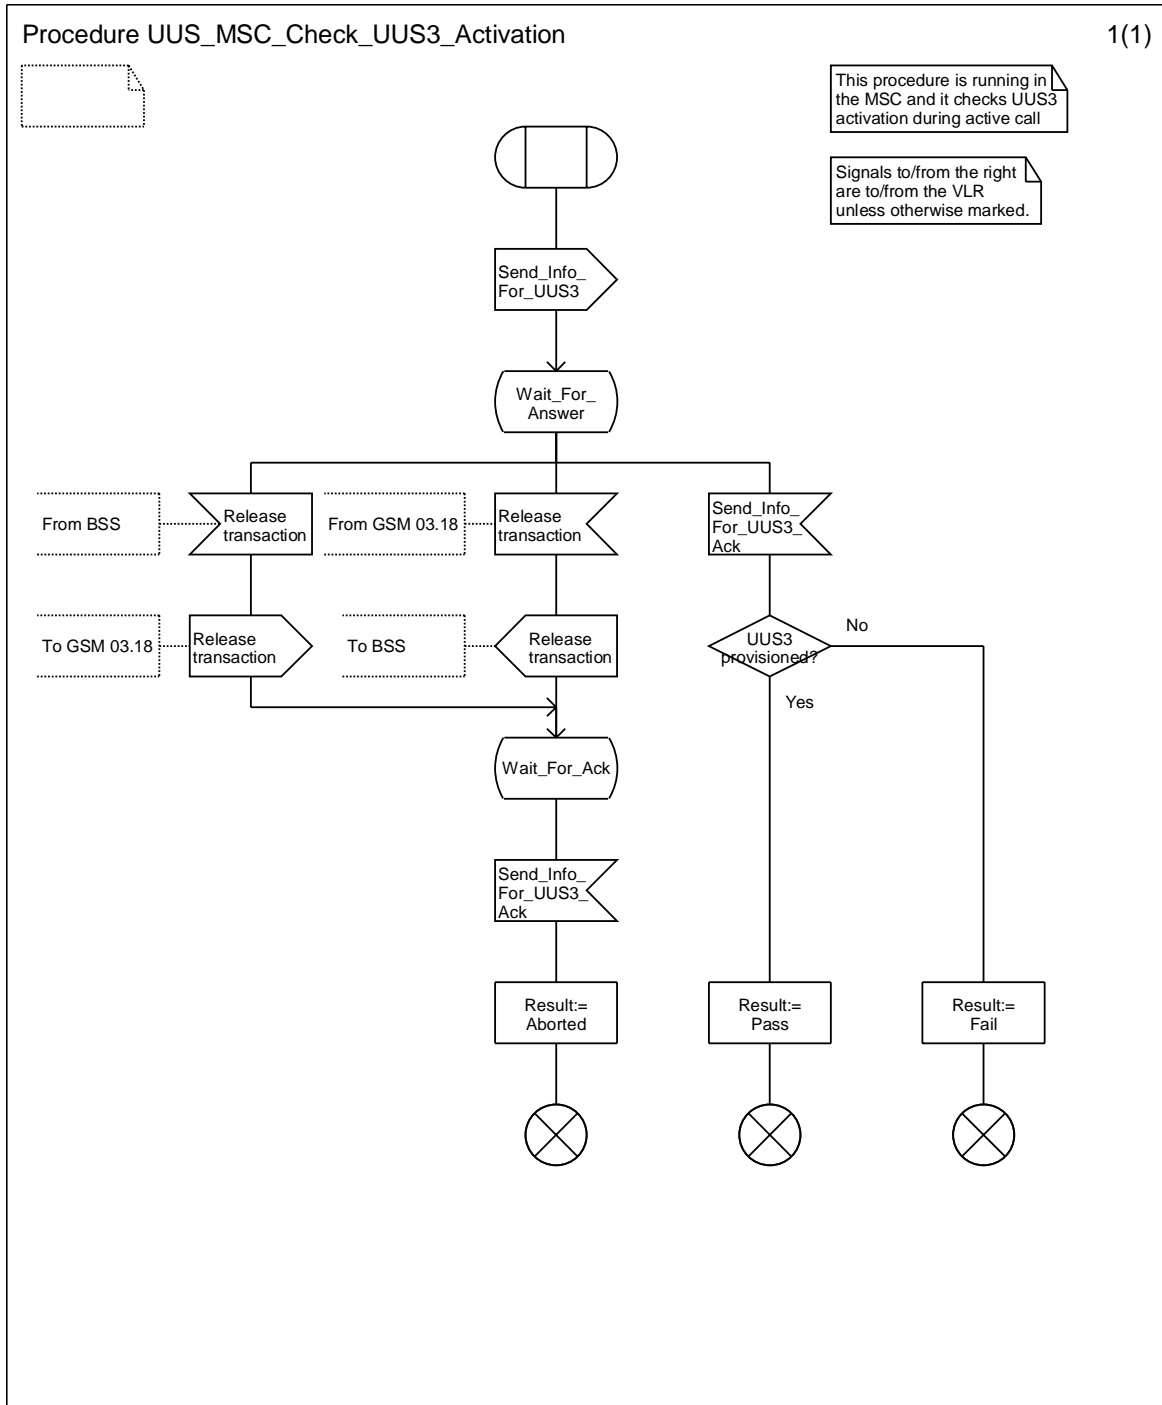 Procedure UUS_MSC_Check_UUS3_Activation
1(1)
This procedure is running in
the MSC and it checks UUS3
activation during active call
Signals to/from the right
are to/from the VLR
unless otherwise marked.
Send_Info_
For_UUS3
Wait_For_
Answer
From BSS
Release
transaction
From GSM 03.18
Release
transaction
Send_Info_
For_UUS3_
Ack
To GSM 03.18
Release
transaction
To BSS
Release
transaction
UUS3
provisioned?
No
Yes
Wait_For_Ack
Send_Info_
For_UUS3_
Ack
Result:=
Aborted
Result:=
Pass
Result:=
Fail